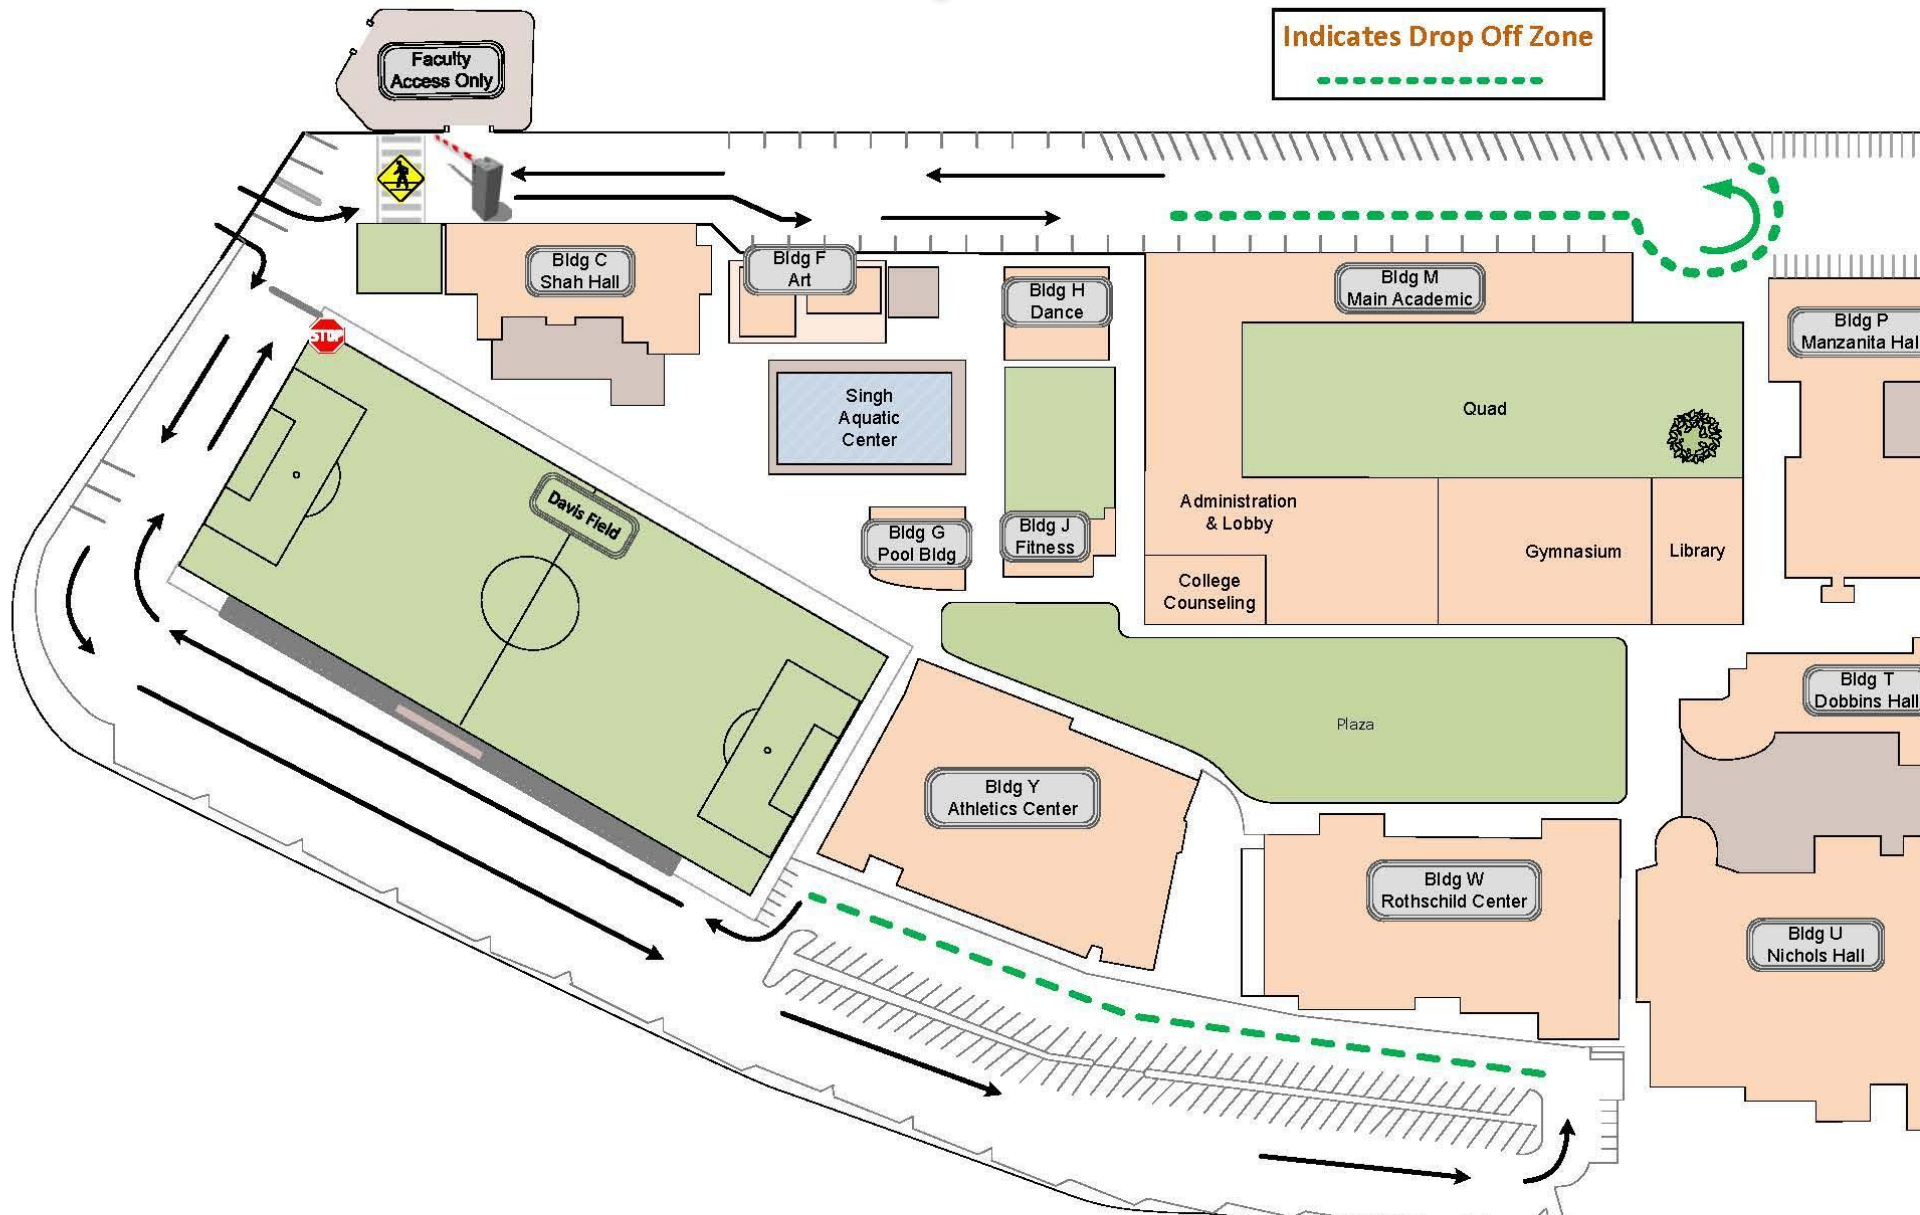 Indicates Drop Off Zone
Faculty
Access Only
Bldg C
Shah Hall
Bldg F
Art
Bldg H
Dance
Bldg M
Main Academic
Bldg P
Manzanita Hal
STOP
Singh
Aquatic
Center
Quad
Davis Field
Administration
& Lobby
Bldg G
Pool Bldg
Bldg J
Fitness
Gymnasium
Library
College
Counseling
Bldg T
Dobbins Hall
Plaza
Bldg Y
Athletics Center
Bldg W
Rothschild Center
Bldg U
Nichols Hall